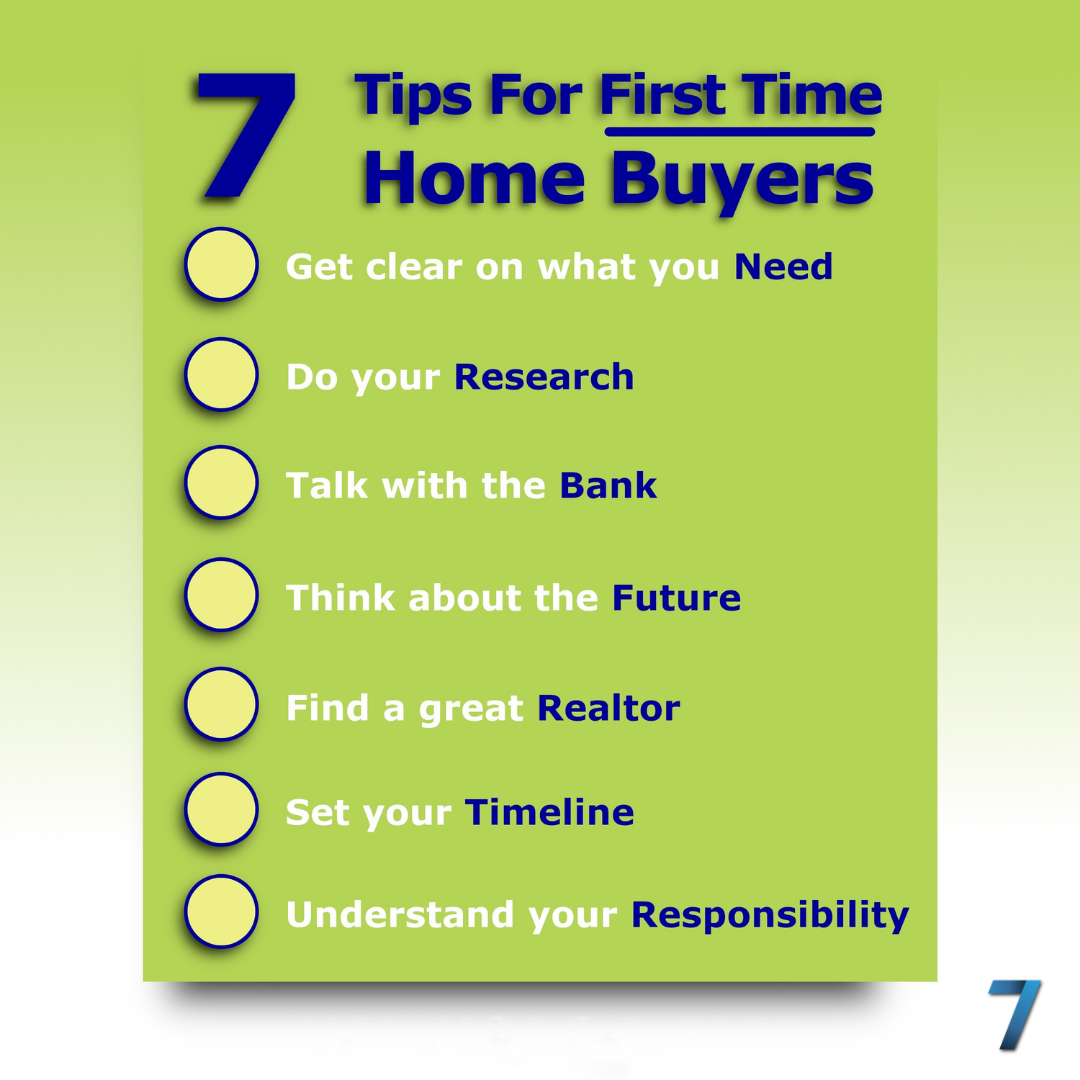 7
Tips For First Time
Home Buyers
Get clear on what you Need
Do your Research
Talk with the Bank
Think about the Future
Find a great Realtor
Set your Timeline
Understand your Responsibility
7